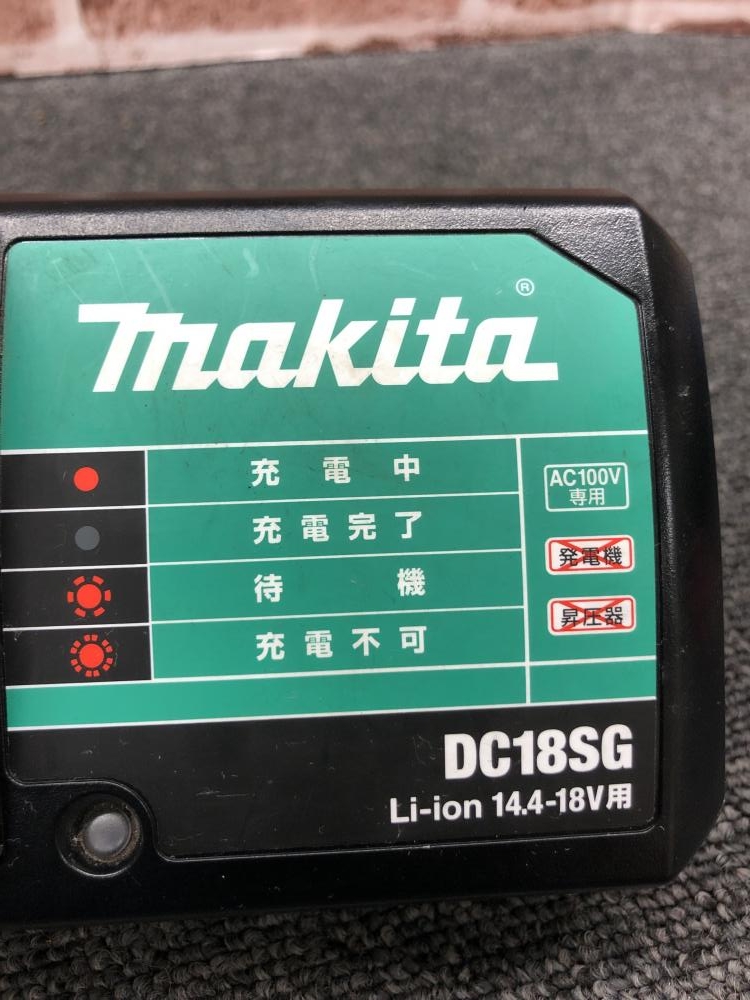 makita®
充電中
充電完了
待機
充電不可
AC100V
専用
発電機
昇圧器
DC18SG
Li-ion 14.4-18V用